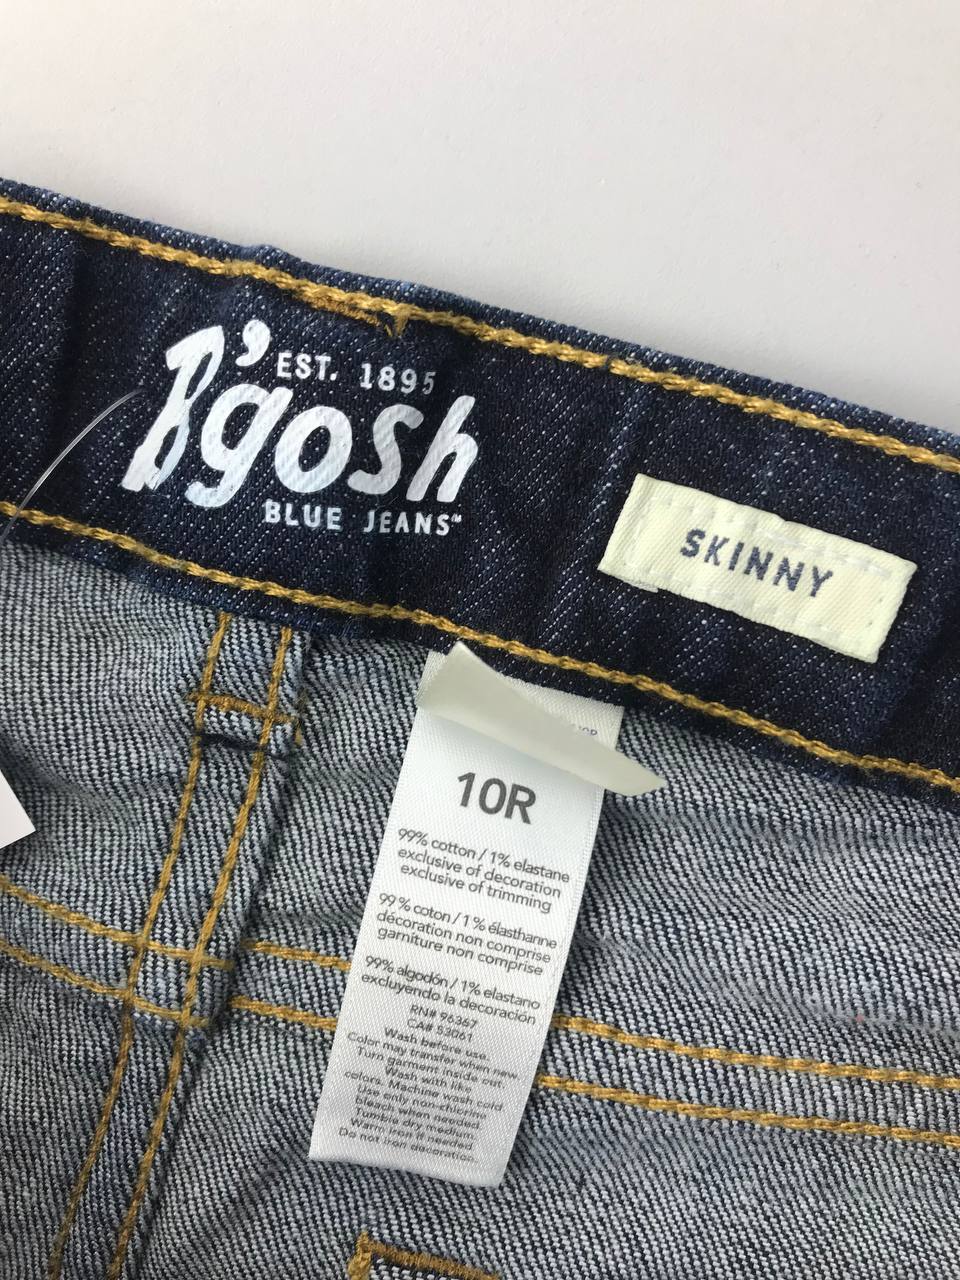 EST. 1895
B'gosh
BLUE JEANS℠
SKINNY
10R
99% cotton / 1% elastane
exclusive of decoration
exclusive of trimming
99 % coton / 1 % élasthanne
décoration non comprise
garniture non comprise
99% algodón / 1% elastano
excluyendo la decoración
RN# 96367
CA# 53061
Wash before use.
Color may transfer when new.
Turn garment inside out.
Wash with like
colors. Machine wash cold.
Use only non-chlorine
bleach when needed.
Tumble dry medium.
Warm iron if needed.
Do not iron decoration.